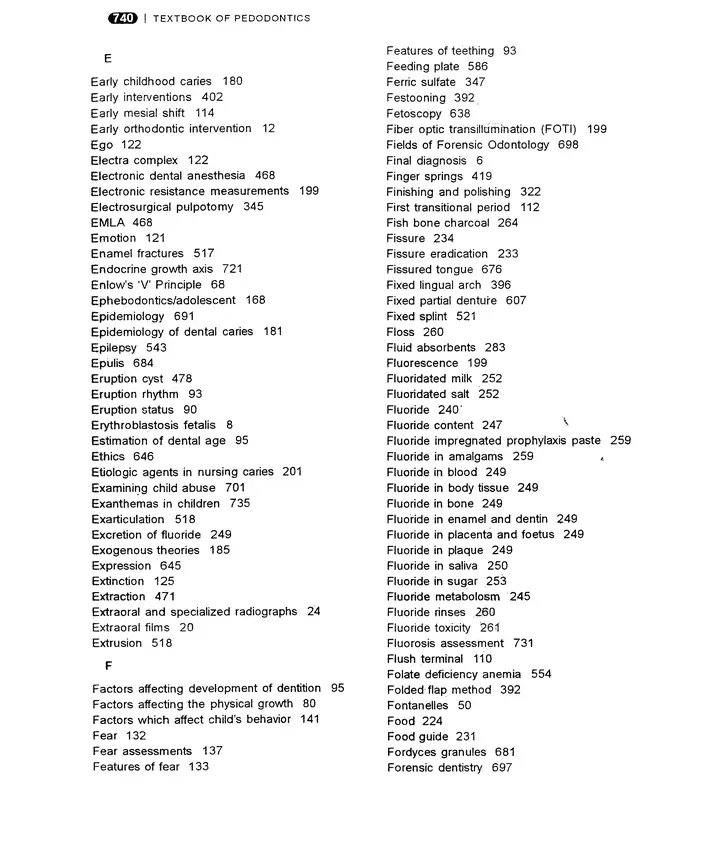 740 | TEXTBOOK OF PEDODONTICS
E
Early childhood caries 180
Early interventions 402
Early mesial shift 114
Early orthodontic intervention 12
Ego 122
Electra complex 122
Electronic dental anesthesia 468
Electronic resistance measurements 199
Electrosurgical pulpotomy 345
EMLA 468
Emotion 121
Enamel fractures 517
Endocrine growth axis 721
Enlow's 'V' Principle 68
Ephebodontics/adolescent 168
Epidemiology 691
Epidemiology of dental caries 181
Epilepsy 543
Epulis 684
Eruption cyst 478
Eruption rhythm 93
Eruption status 90
Erythroblastosis fetalis 8
Estimation of dental age 95
Ethics 646
Etiologic agents in nursing caries 201
Examining child abuse 701
Exanthemas in children 735
Exarticulation 518
Excretion of fluoride 249
Exogenous theories 185
Expression 645
Extinction 125
Extraction 471
Extraoral and specialized radiographs 24
Extraoral films 20
Extrusion 518
F
Factors affecting development of dentition 95
Factors affecting the physical growth 80
Factors which affect child's behavior 141
Fear 132
Fear assessments 137
Features of fear 133
Features of teething 93
Feeding plate 586
Ferric sulfate 347
Festooning 392
Fetoscopy 638
Fiber optic transillumination (FOTI) 199
Fields of Forensic Odontology 698
Final diagnosis 6
Finger springs 419
Finishing and polishing 322
First transitional period 112
Fish bone charcoal 264
Fissure 234
Fissure eradication 233
Fissured tongue 676
Fixed lingual arch 396
Fixed partial denture 607
Fixed splint 521
Floss 260
Fluid absorbents 283
Fluorescence 199
Fluoridated milk 252
Fluoridated salt 252
Fluoride 240
Fluoride content 247
Fluoride impregnated prophylaxis paste 259
Fluoride in amalgams 259
Fluoride in blood 249
Fluoride in body tissue 249
Fluoride in bone 249
Fluoride in enamel and dentin 249
Fluoride in placenta and foetus 249
Fluoride in plaque 249
Fluoride in saliva 250
Fluoride in sugar 253
Fluoride metabolosm 245
Fluoride rinses 260
Fluoride toxicity 261
Fluorosis assessment 731
Flush terminal 110
Folate deficiency anemia 554
Folded flap method 392
Fontanelles 50
Food 224
Food guide 231
Fordyces granules 681
Forensic dentistry 697